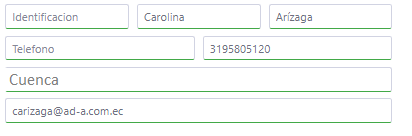 Identificacion Carolina Arízaga
Telefono 3195805120
Cuenca
carizaga@ad-a.com.ec